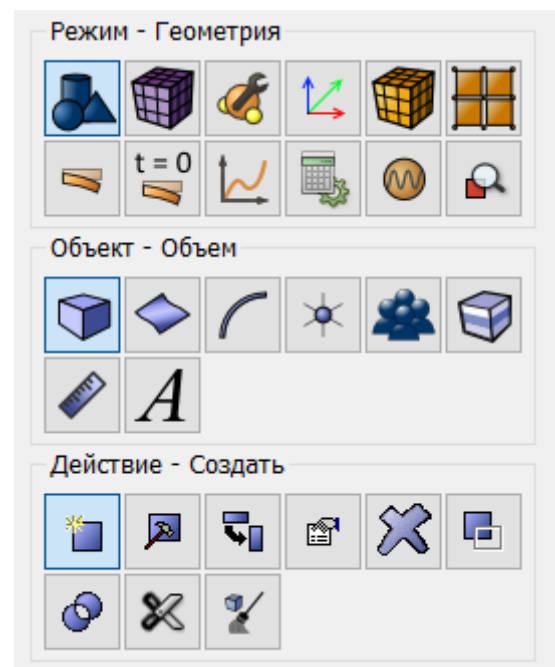 Режим - Геометрия
t = 0
Объект - Объем
A
Действие - Создать